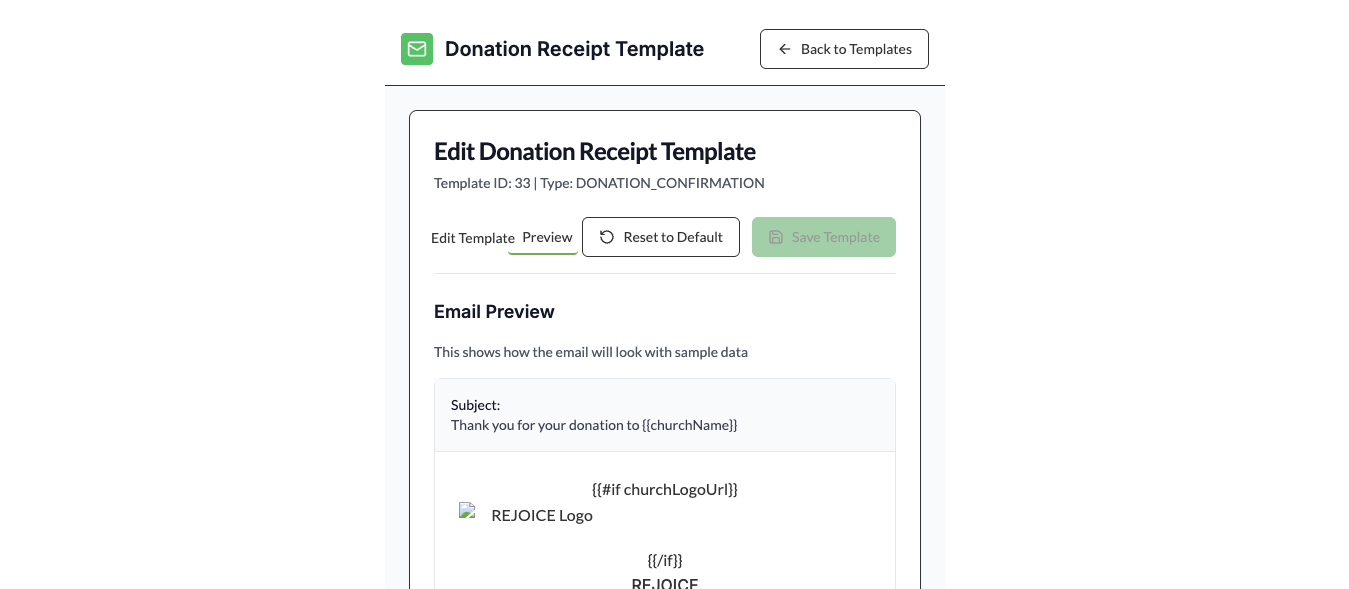 Donation Receipt Template
Back to Templates
Edit Donation Receipt Template
Template ID: 33 | Type: DONATION_CONFIRMATION
Edit Template Preview Reset to Default Save Template
Email Preview
This shows how the email will look with sample data
Subject:
Thank you for your donation to {{churchName}}
{{#if churchLogoUrl}}
REJOICE Logo
{{/if}}
REJOICE